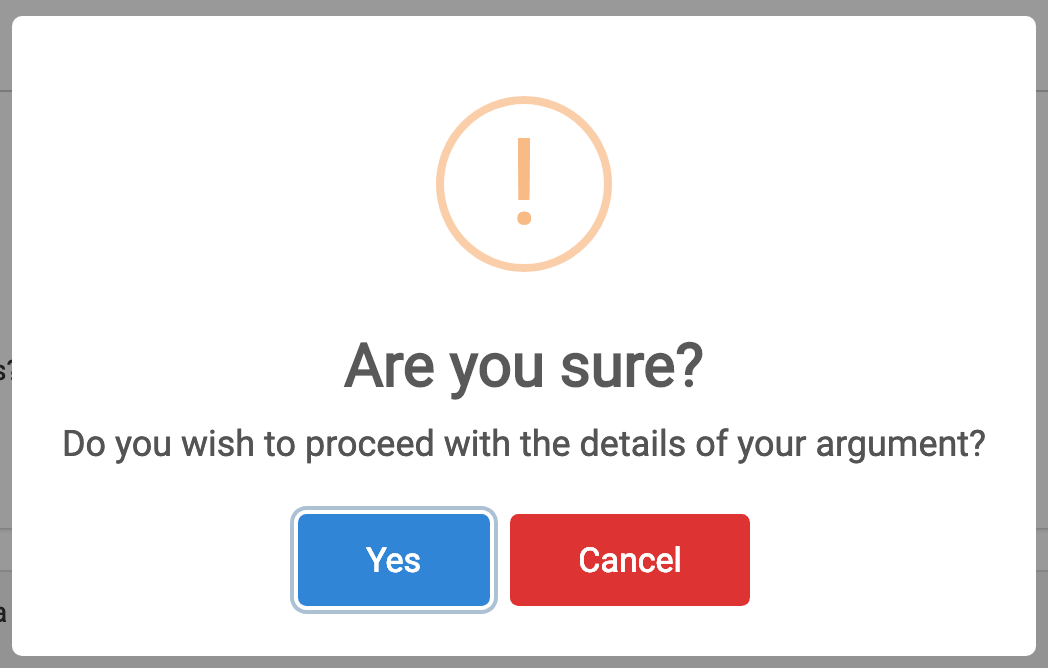 Are you sure?
Do you wish to proceed with the details of your argument?
Yes
Cancel
s?
a